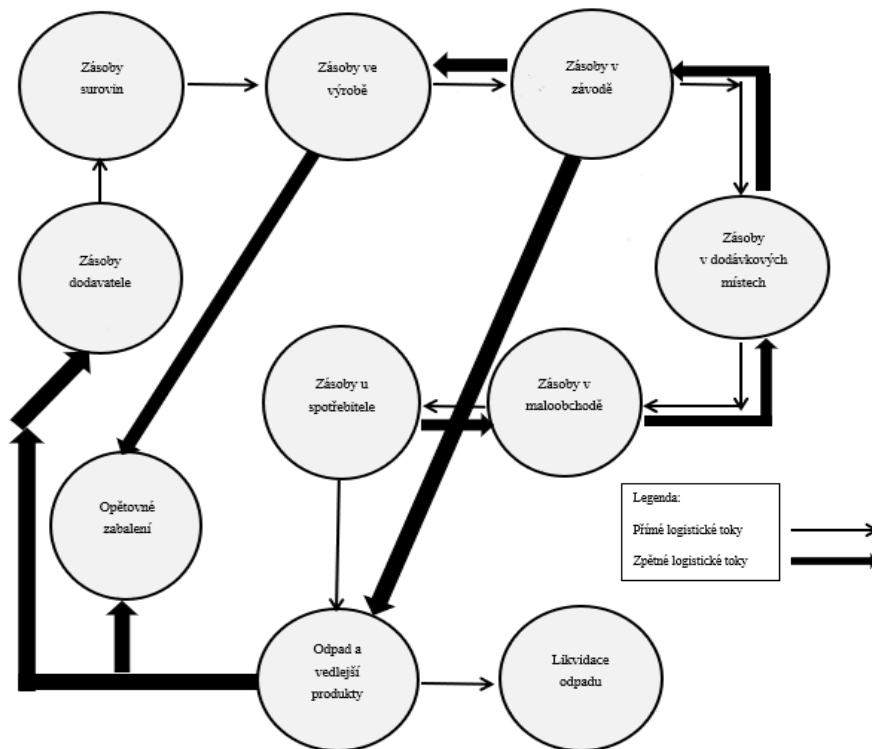 Zásoby
surovin
Zásoby ve
výrobě
Zásoby v
závodě
Zásoby
dodavatele
Zásoby
v dodávkových
místech
Zásoby u
spotřebitele
Zásoby v
maloobchodě
Opětovné
zabalení
Legenda:
Přímé logistické toky
Zpětné logistické toky
Odpad a
vedlejší
produkty
Likvidace
odpadu